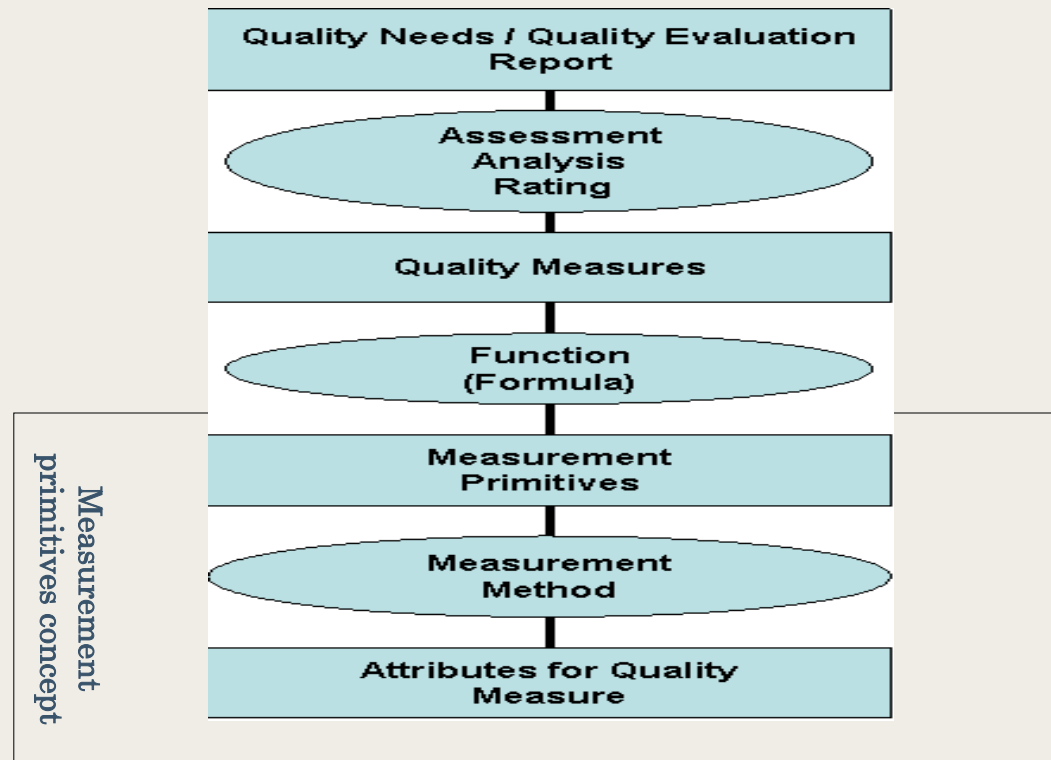 Quality Needs / Quality Evaluation
Report
Assessment
Analysis
Rating
Quality Measures
Function
(Formula)
Measurement
Primitives
Measurement
Method
Attributes for Quality
Measure
Measurement
primitives concept